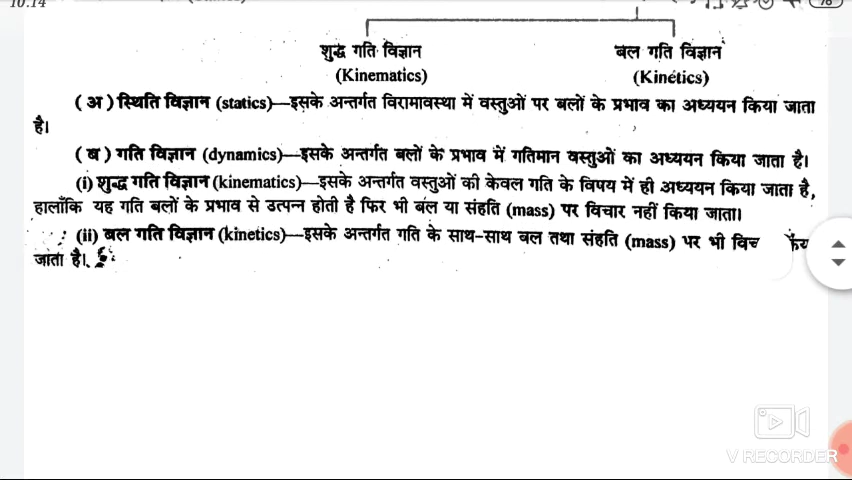 10.14
शुद्ध गति विज्ञान
बल गति विज्ञान
(Kinematics)
(Kinetics)
( अ ) स्थिति विज्ञान (statics)—इसके अन्तर्गत विरामावस्था में वस्तुओं पर बलों के प्रभाव का अध्ययन किया जाता
है।
( ब ) गति विज्ञान (dynamics)—इसके अन्तर्गत बलों के प्रभाव में गतिमान वस्तुओं का अध्ययन किया जाता है।
(i) शुद्ध गति विज्ञान (kinematics)—इसके अन्तर्गत वस्तुओं की केवल गति के विषय में ही अध्ययन किया जाता है,
हालाँकि यह गति बलों के प्रभाव से उत्पन्न होती है फिर भी बल या संहति (mass) पर विचार नहीं किया जाता।
(ii) बल गति विज्ञान (kinetics)—इसके अन्तर्गत गति के साथ-साथ बल तथा संहति (mass) पर भी
जाता है।
V RECORDER